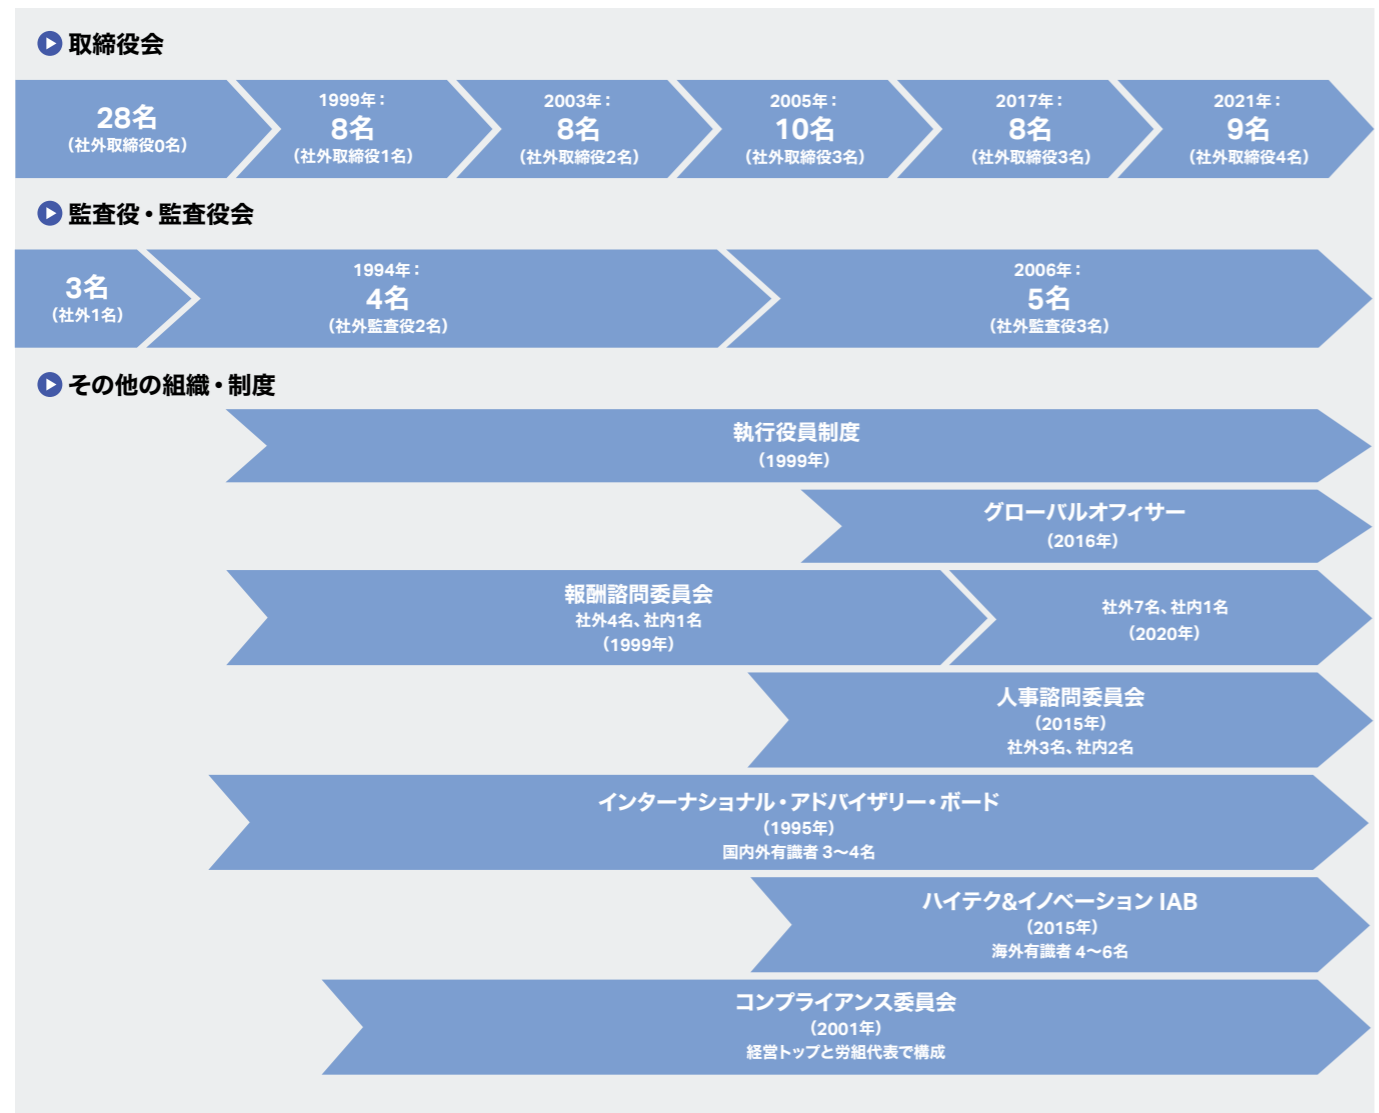 取締役会
28名
(社外取締役0名)
1999年：
8名
(社外取締役1名)
2003年：
8名
(社外取締役2名)
2005年：
10名
(社外取締役3名)
2017年：
8名
(社外取締役3名)
2021年：
9名
(社外取締役4名)
監査役・監査役会
3名
(社外1名)
1994年：
4名
(社外監査役2名)
2006年：
5名
(社外監査役3名)
その他の組織・制度
執行役員制度
(1999年)
グローバルオフィサー
(2016年)
報酬諮問委員会
社外4名、社内1名
(1999年)
社外7名、社内1名
(2020年)
人事諮問委員会
(2015年)
社外3名、社内2名
インターナショナル・アドバイザリー・ボード
(1995年)
国内外有識者 3〜4名
ハイテク&イノベーション IAB
(2015年)
海外有識者 4〜6名
コンプライアンス委員会
(2001年)
経営トップと労組代表で構成